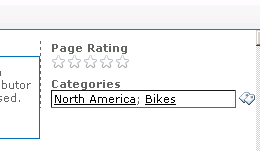 Page Rating
Categories
butor
sed.
North America; Bikes